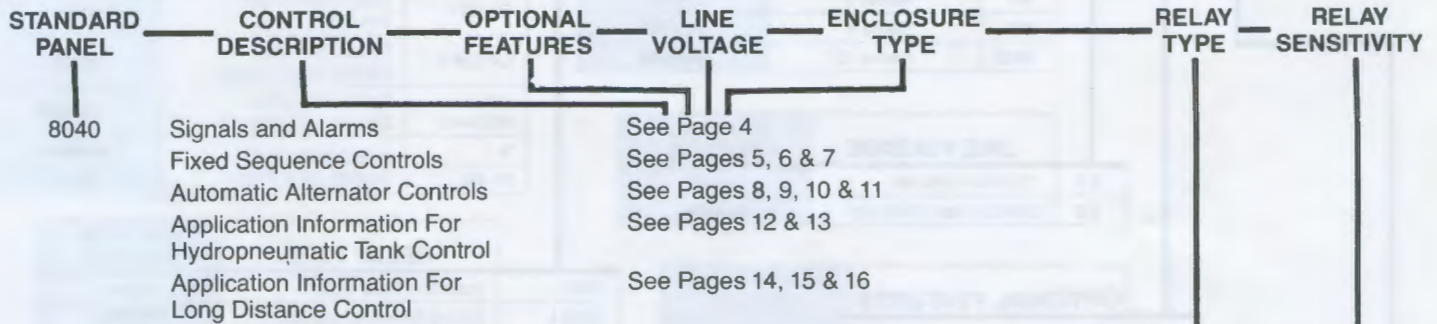 STANDARD PANEL — CONTROL DESCRIPTION — OPTIONAL FEATURES — LINE VOLTAGE — ENCLOSURE TYPE — RELAY TYPE — RELAY SENSITIVITY
8040
Signals and Alarms See Page 4
Fixed Sequence Controls See Pages 5, 6 & 7
Automatic Alternator Controls See Pages 8, 9, 10 & 11
Application Information For See Pages 12 & 13
Hydropneumatic Tank Control
Application Information For See Pages 14, 15 & 16
Long Distance Control